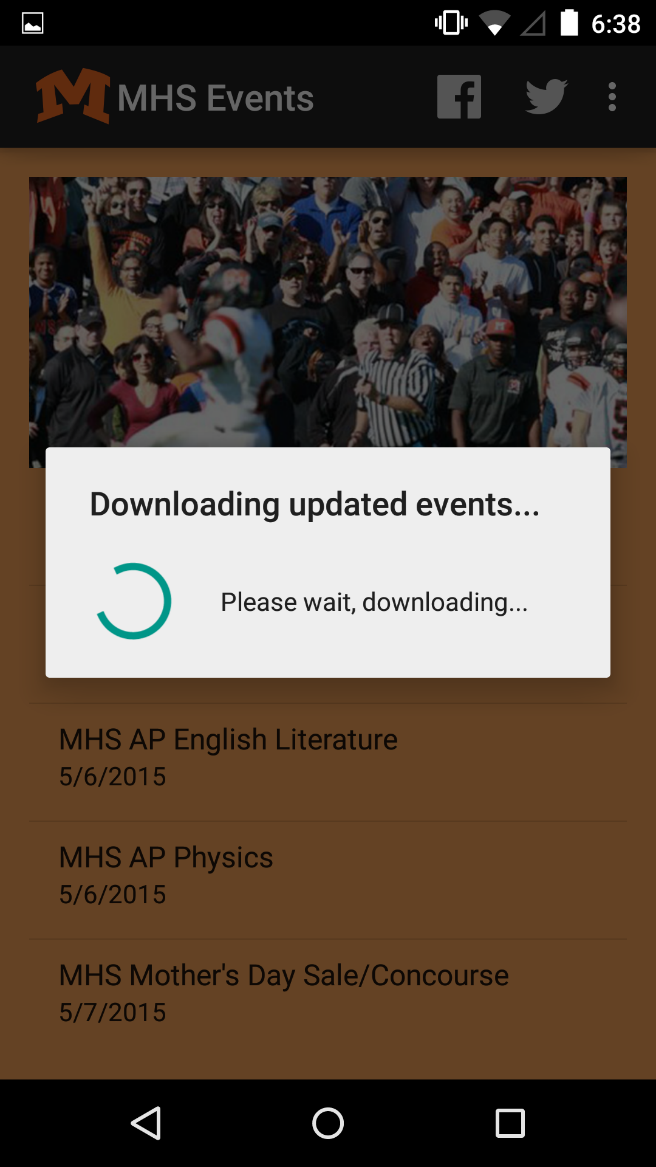 6:38
M MHS Events
Downloading updated events...
Please wait, downloading...
MHS AP English Literature
5/6/2015
MHS AP Physics
5/6/2015
MHS Mother's Day Sale/Concourse
5/7/2015